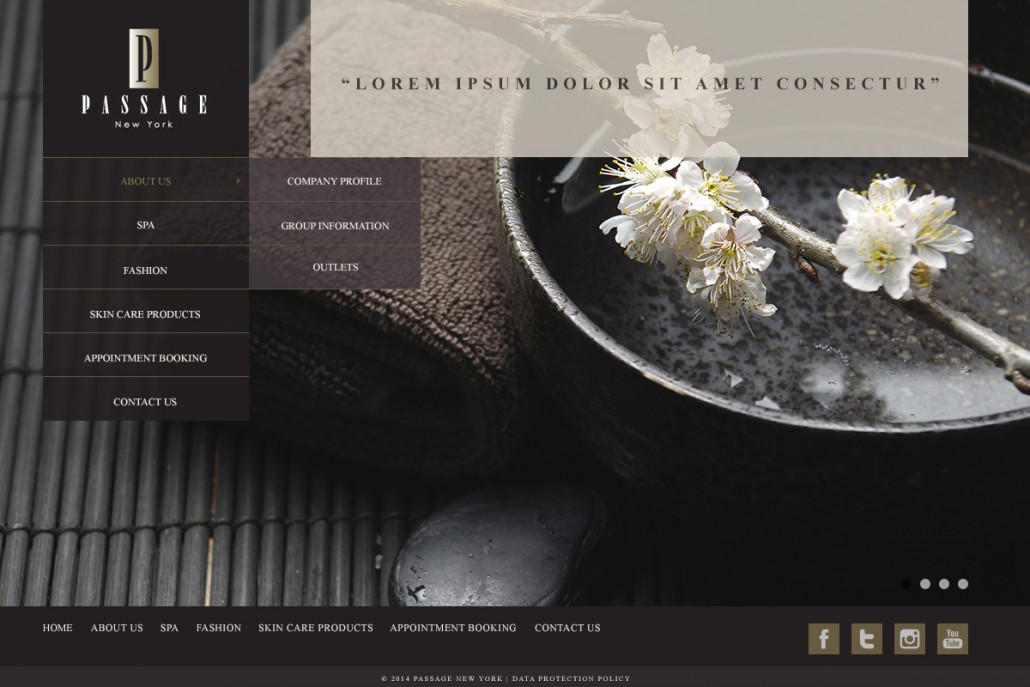 P
PASSAGE
New York
“LOREM IPSUM DOLOR SIT AMET CONSECTUR”
ABOUT US
COMPANY PROFILE
SPA
GROUP INFORMATION
FASHION
OUTLETS
SKIN CARE PRODUCTS
APPOINTMENT BOOKING
CONTACT US
HOME ABOUT US SPA FASHION SKIN CARE PRODUCTS APPOINTMENT BOOKING CONTACT US
f t You
Tube
© 2014 PASSAGE NEW YORK | DATA PROTECTION POLICY